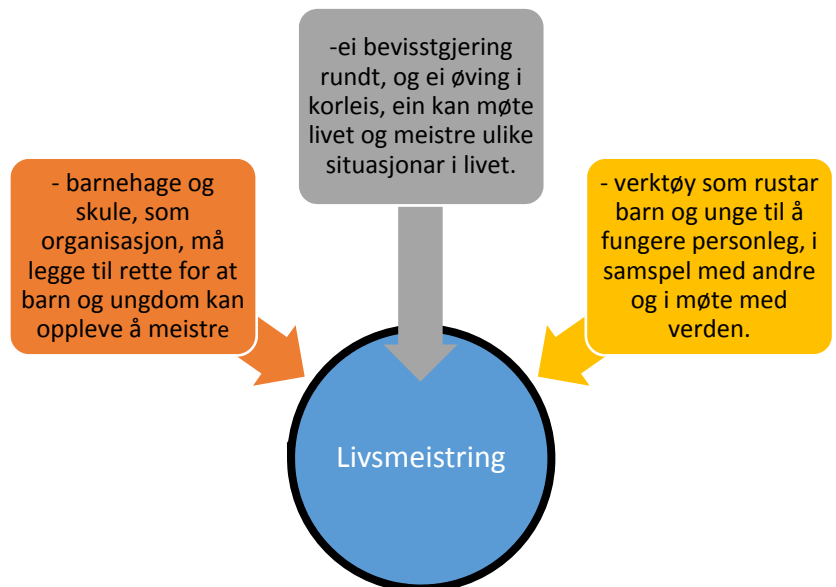 - barnehage og
skule, som
organisasjon, må
legge til rette for at
barn og ungdom kan
oppleve å meistre
-ei bevisstgjering
rundt, og ei øving i
korleis, ein kan møte
livet og meistre ulike
situasjonar i livet.
- verktøy som rustar
barn og unge til å
fungere personleg, i
samspel med andre
og i møte med
verden.
Livsmeistring